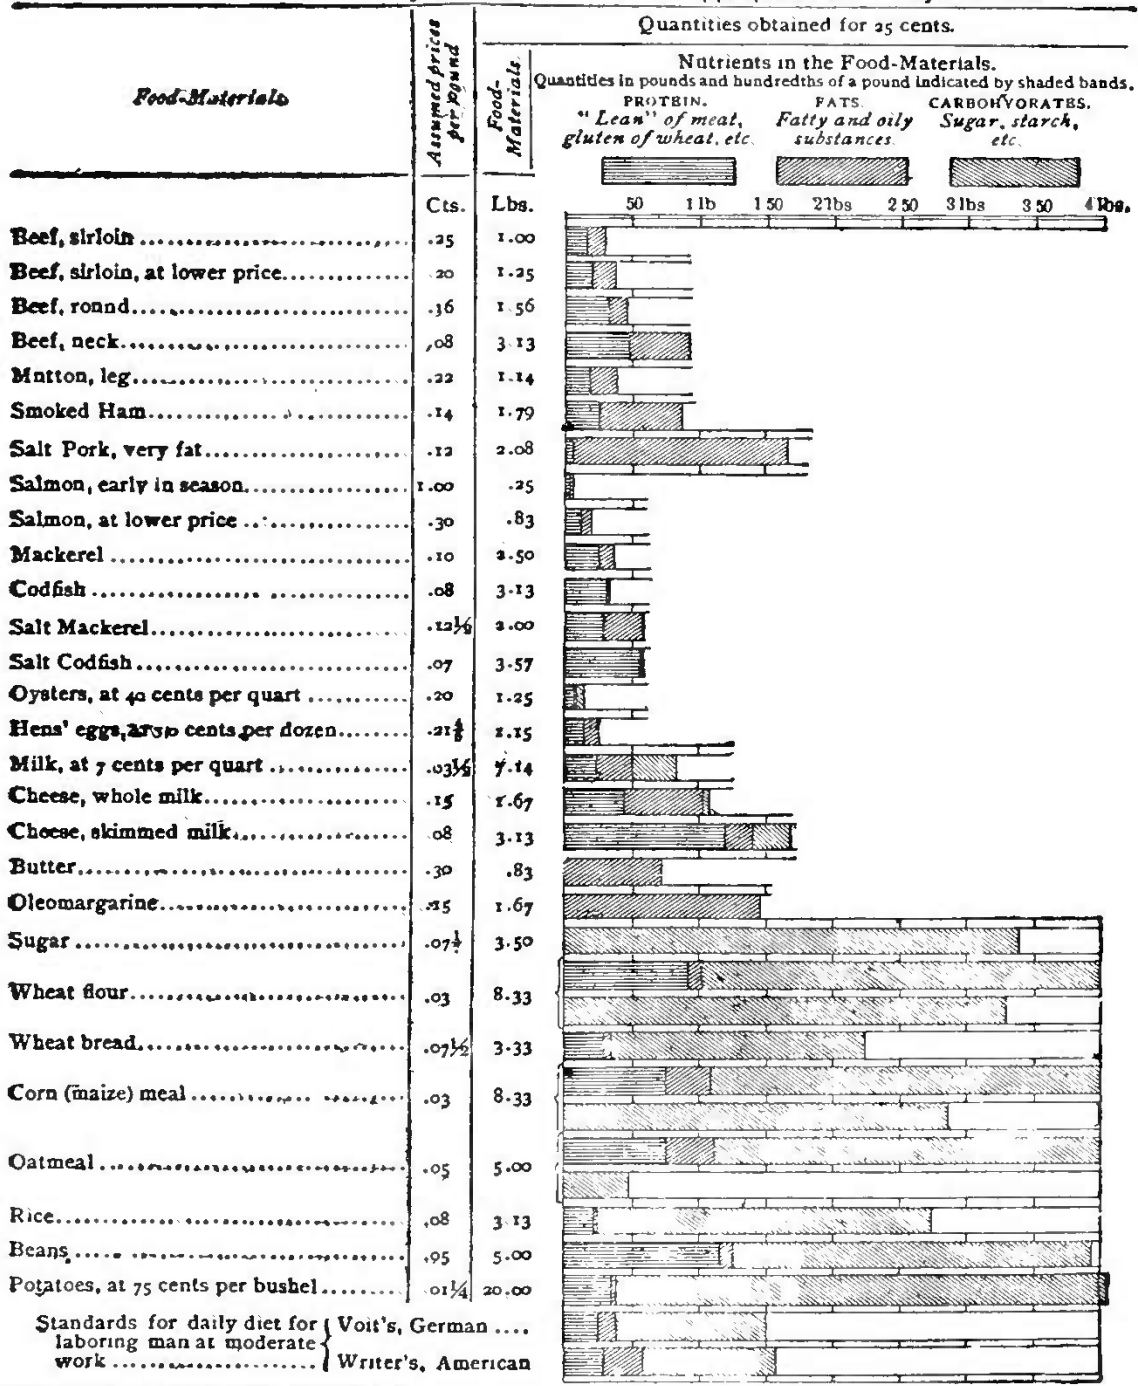 Quantities obtained for 25 cents.
Food-Materials
Assumed prices per pound
Food-Materials.
Nutrients in the Food-Materials.
Quantities in pounds and hundredths of a pound indicated by shaded bands.
PROTEIN. FATS. CARBOHYDRATES.
"Lean" of meat, Fatty and oily Sugar, starch,
gluten of wheat, etc. substances. etc.
Cts. Lbs. 50 1 lb 1 50 2 lbs 2 50 3 lbs 3 50 4 lbs.
Beef, sirloin .25 1.00
Beef, sirloin, at lower price .20 1.25
Beef, round .16 1.56
Beef, neck .08 3.13
Mutton, leg .22 1.14
Smoked Ham .14 1.79
Salt Pork, very fat .12 2.08
Salmon, early in season 1.00 .25
Salmon, at lower price .30 .83
Mackerel .10 2.50
Codfish .08 3.13
Salt Mackerel .12½ 2.00
Salt Codfish .07 3.57
Oysters, at 40 cents per quart .20 1.25
Hens' eggs, cents per dozen 1.15
Milk, at 7 cents per quart .03½ 7.14
Cheese, whole milk .15 1.67
Cheese, skimmed milk .08 3.13
Butter .30 .83
Oleomargarine .15 1.67
Sugar 3.50
Wheat flour .03 8.33
Wheat bread .07½ 3.33
Corn (maize) meal .03 8.33
Oatmeal .05 5.00
Rice .08 3.13
Beans .05 5.00
Potatoes, at 75 cents per bushel .01¼ 20.00
Standards for daily diet for { Voit's, German ....
laboring man at moderate
work .................... { Writer's, American